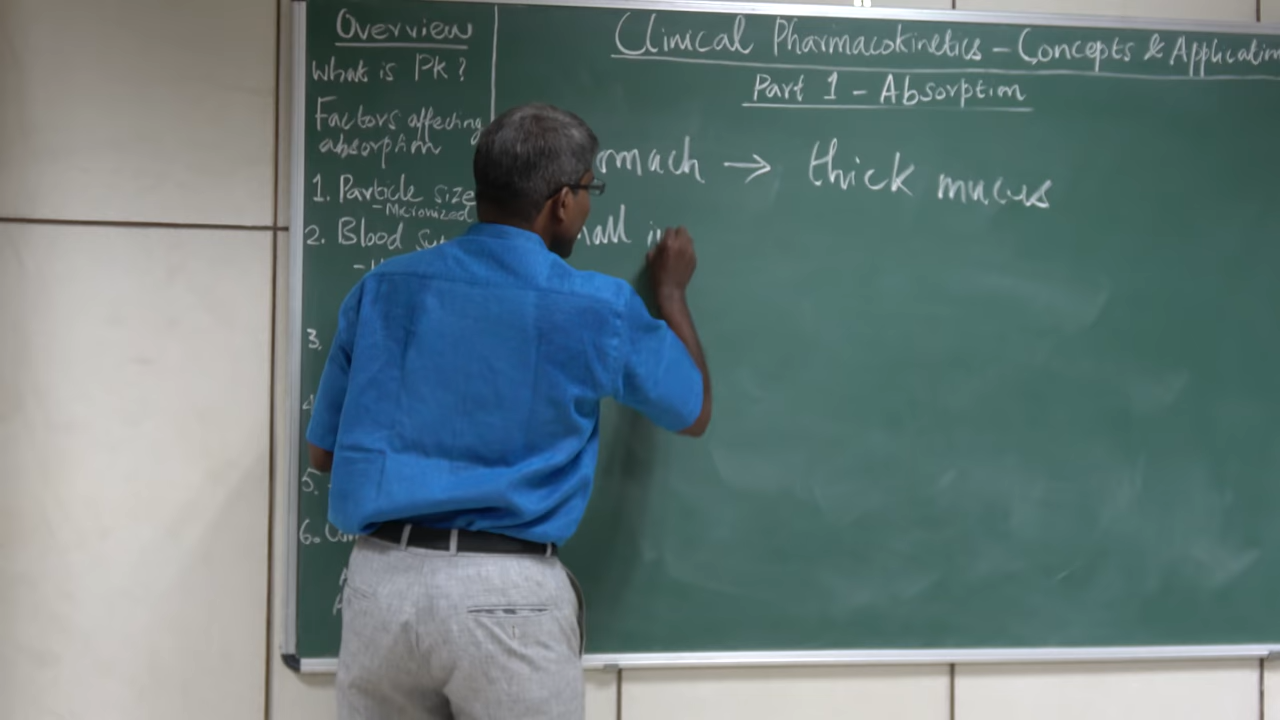 Overview
What is PK?
Factors affecting
absorption
1. Particle size
- Micronized
2. Blood
3.
5.
6.
Clinical Pharmacokinetics - Concepts &
Part 1 - Absorption
→ thick mucus